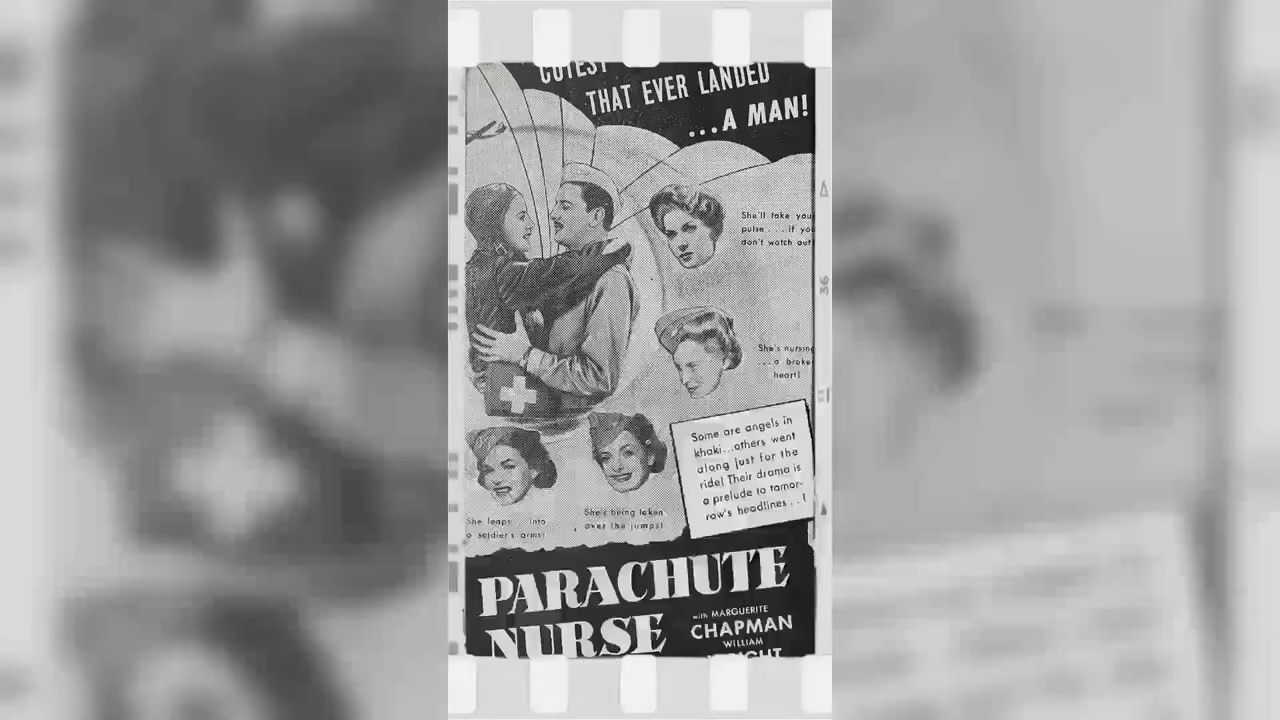 CUTEST
THAT EVER LANDED
...A MAN!
She'll take your
pulse . . . if you
don't watch out!
She's nursing
... a broken
heart!
Some are angels in
khaki...others went
along just for the
ride! Their drama is
a prelude to tomor-
row's headlines . . !
She leaps . . into
a soldier's arms!
She's being taken
over the jumps!
PARACHUTE
NURSE
with MARGUERITE
CHAPMAN
WILLIAM
36